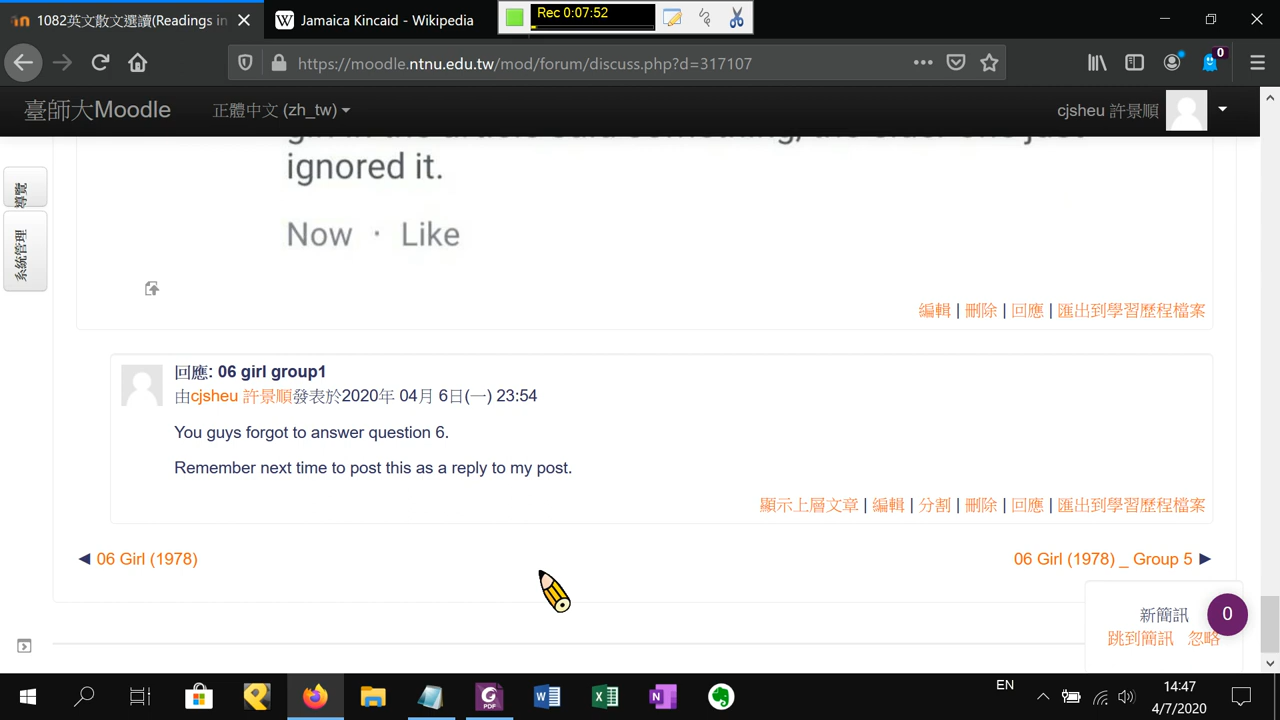 1082英文散文選讀(Readings in
Jamaica Kincaid - Wikipedia
Rec 0:07:52
https://moodle.ntnu.edu.tw/mod/forum/discuss.php?d=317107
0
臺師大Moodle
正體中文 (zh_tw)
cjsheu 許景順
ignored it.
Now · Like
導覽
系統管理
編輯 | 刪除 | 回應 | 匯出到學習歷程檔案
回應: 06 girl group1
由cjsheu 許景順發表於2020年 04月 6日(一) 23:54
You guys forgot to answer question 6.
Remember next time to post this as a reply to my post.
顯示上層文章 | 編輯 | 分割 | 刪除 | 回應 | 匯出到學習歷程檔案
◄ 06 Girl (1978)
06 Girl (1978) _ Group 5 ►
新簡訊
0
跳到簡訊 忽略
EN
14:47
4/7/2020